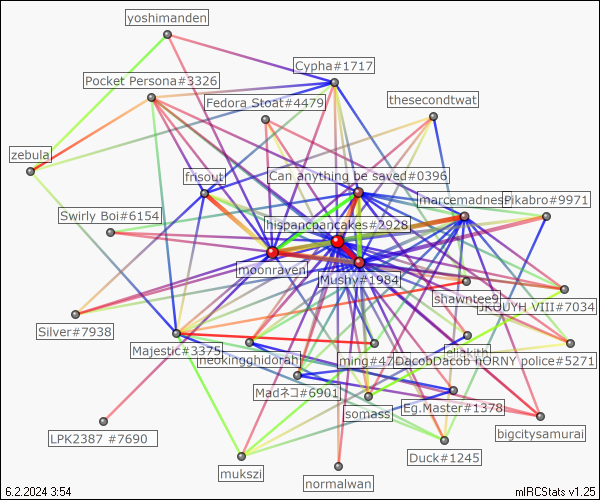 yoshimanden
Cypha#1717
Pocket Persona#3326
Fedora Stoat#4479
thesecondtwat
zebula
frisout
Can anything be saved#0396
marcemadness
Pikabro#9971
Swirly Boi#6154
hispancpancakes#2928
moonraven
Mushy#1984
shawntee9
JKOUYH VIII#7034
Silver#7938
Majestic#3375
neokingghidorah
ming#47
DacobDacob hORNY police#5271
Madネコ#6901
somass
Eg.Master#1378
LPK2387 #7690
bigcitysamurai
Duck#1245
mukszi
normalwan
6.2.2024 3:54
mIRCStats v1.25